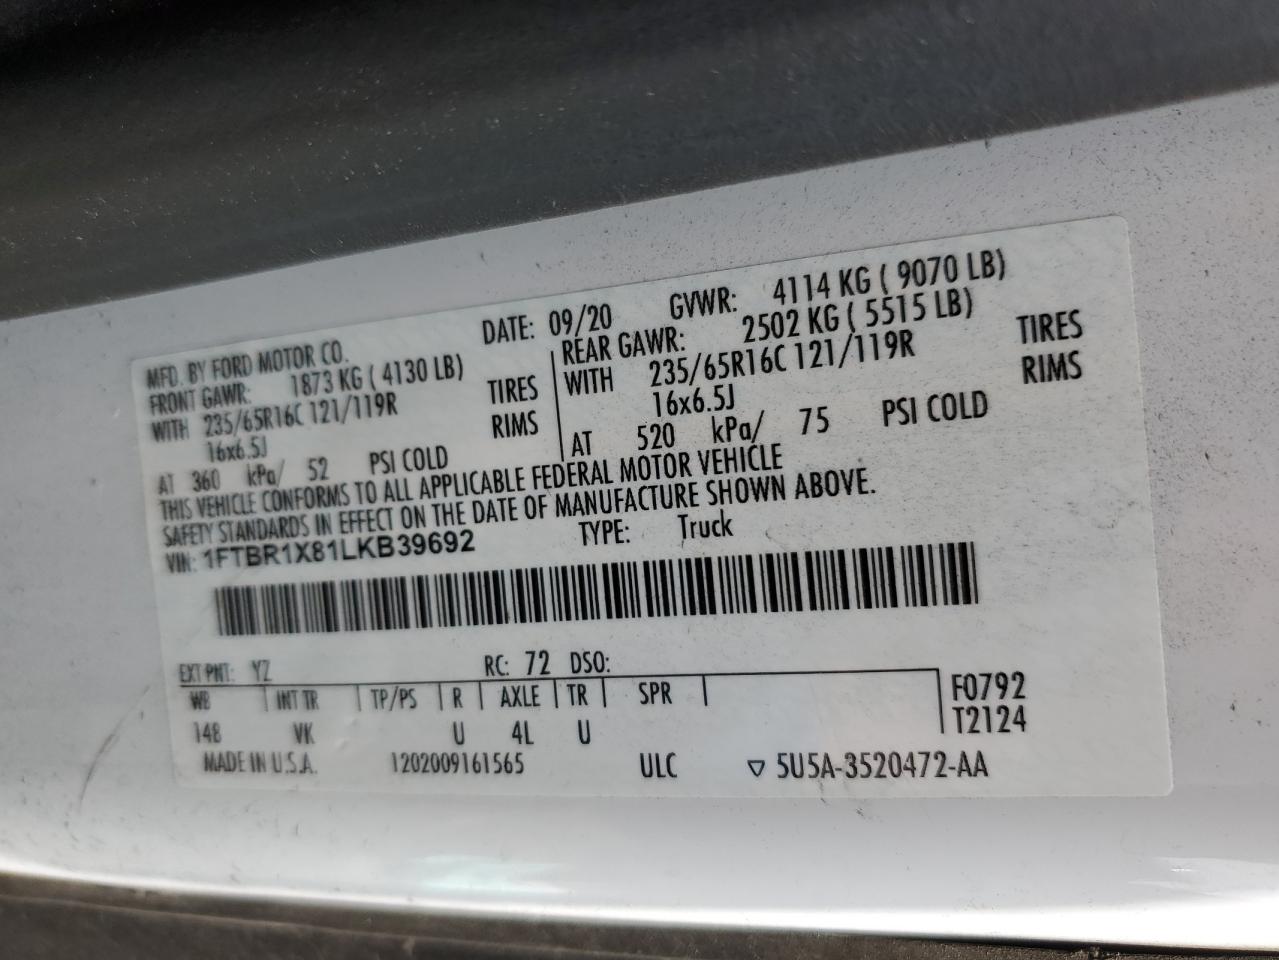 MFD. BY FORD MOTOR CO.
DATE: 09/20 GVWR: 4114 KG ( 9070 LB)
FRONT GAWR: 1873 KG ( 4130 LB)
WITH 235/65R16C 121/119R TIRES
16x6.5J RIMS
AT 360 kPa/ 52 PSI COLD
REAR GAWR: 2502 KG ( 5515 LB)
WITH 235/65R16C 121/119R TIRES
16x6.5J RIMS
AT 520 kPa/ 75 PSI COLD
THIS VEHICLE CONFORMS TO ALL APPLICABLE FEDERAL MOTOR VEHICLE
SAFETY STANDARDS IN EFFECT ON THE DATE OF MANUFACTURE SHOWN ABOVE.
VIN: 1FTBR1X81LKB39692 TYPE: Truck
EXT PNT: YZ RC: 72 DSO:
WB INT TR TP/PS R AXLE TR SPR
148 VK U 4L U
F0792
T2124
MADE IN U.S.A. 1202009161565 ULC ▽ 5U5A-3520472-AA